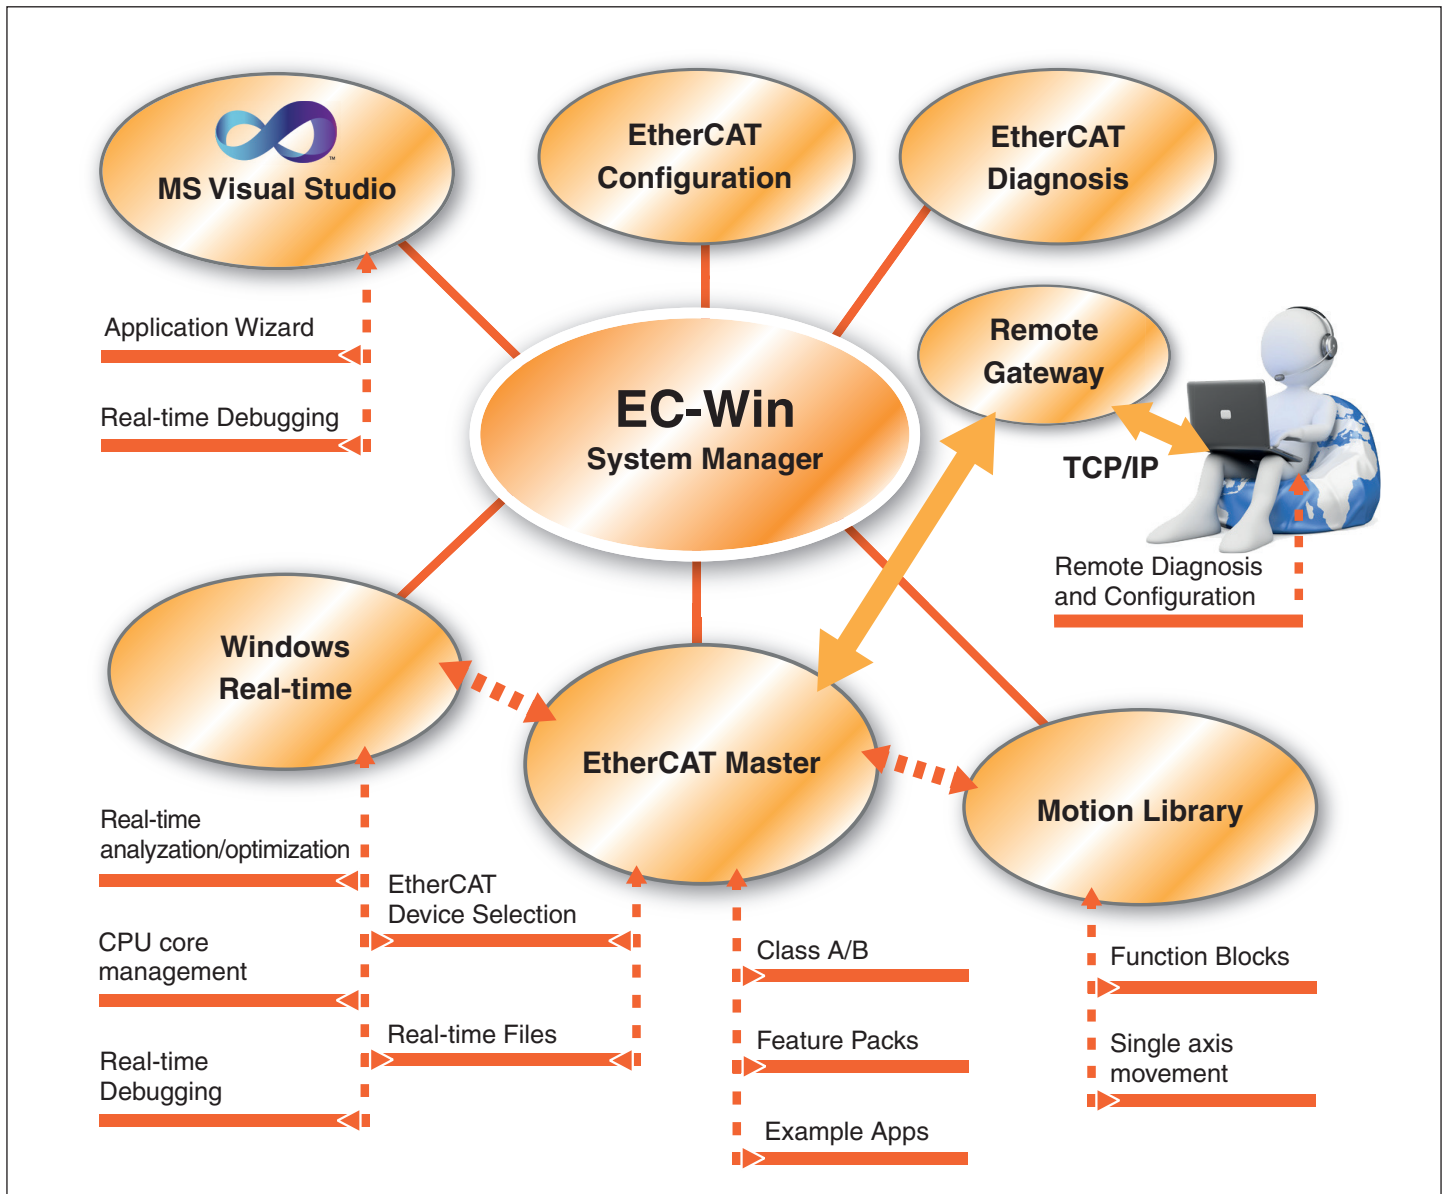 MS Visual Studio
™
EtherCAT
Configuration
EtherCAT
Diagnosis
Application Wizard
Real-time Debugging
EC-Win
System Manager
Remote
Gateway
TCP/IP
Remote Diagnosis
and Configuration
Windows
Real-time
EtherCAT Master
Motion Library
Real-time
analyzation/optimization
CPU core
management
Real-time
Debugging
EtherCAT
Device Selection
Real-time Files
Class A/B
Feature Packs
Example Apps
Function Blocks
Single axis
movement